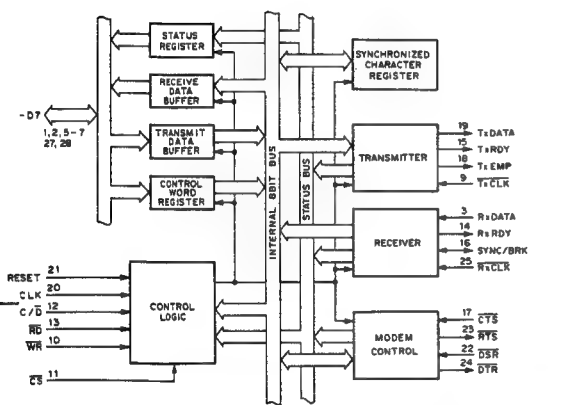 STATUS
REGISTER
RECEIVE
DATA
BUFFER
TRANSMIT
DATA
BUFFER
CONTROL
WORD
REGISTER
-D7
1, 2, 5-7
27, 28
INTERNAL 8BIT BUS
STATUS BUS
SYNCHRONIZED
CHARACTER
REGISTER
TRANSMITTER
19 TxDATA
15 TxRDY
18 TxEMP
9 TxCLK
RECEIVER
3 RxDATA
14 RxRDY
16 SYNC/BRK
25 RxCLK
RESET 21
CLK 20
C/D 12
RD 13
WR 10
CS 11
CONTROL
LOGIC
MODEM
CONTROL
17 CTS
23 RTS
22 DSR
24 DTR